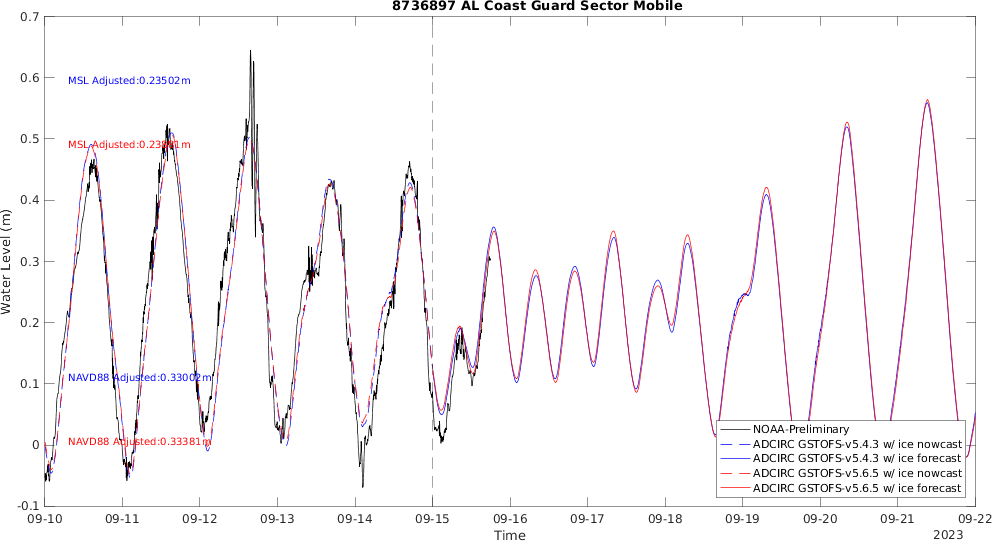 8736897 AL Coast Guard Sector Mobile
0.7
0.6
0.5
0.4
0.3
0.2
0.1
0
-0.1
Water Level (m)
MSL Adjusted:0.23502m
MSL Adjusted:
NAVD88 Adjusted:0.33002m
NAVD88 Adjusted:0.33381m
NOAA-Preliminary
ADCIRC GSTOFS-v5.4.3 w/ ice nowcast
ADCIRC GSTOFS-v5.4.3 w/ ice forecast
ADCIRC GSTOFS-v5.6.5 w/ ice nowcast
ADCIRC GSTOFS-v5.6.5 w/ ice forecast
09-10 09-11 09-12 09-13 09-14 09-15 09-16 09-17 09-18 09-19 09-20 09-21 09-22
Time
2023